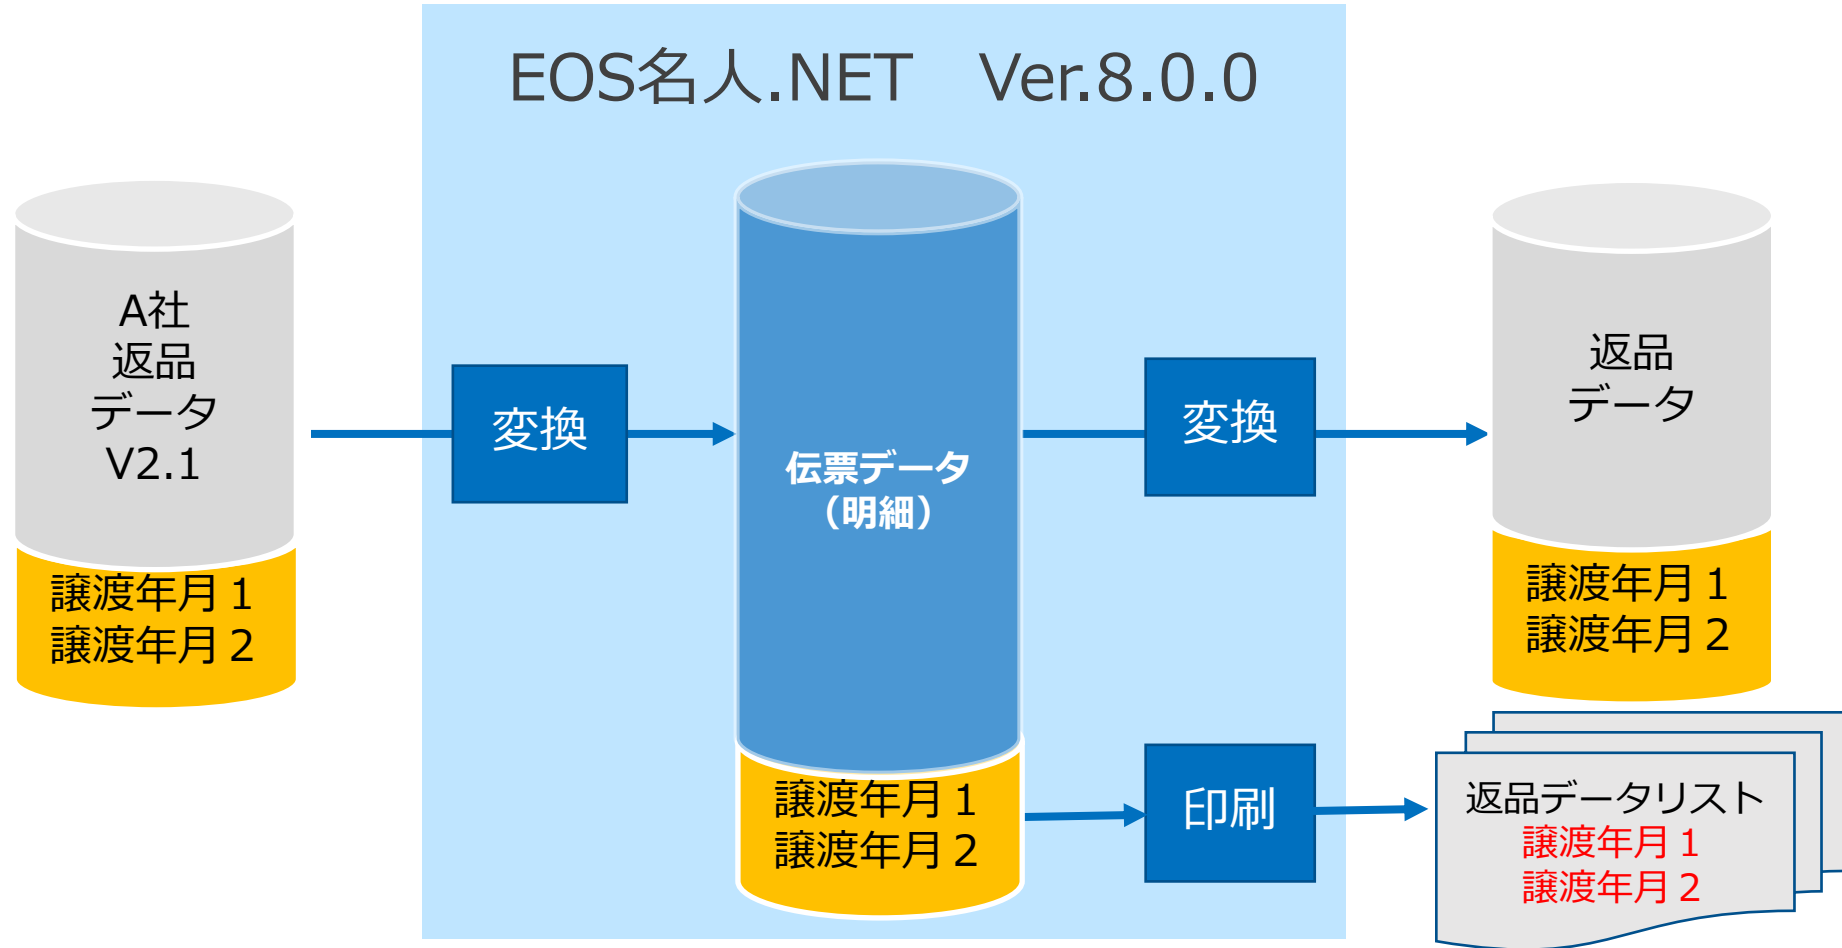 EOS名人.NET　Ver.8.0.0
A社
返品
データ
V2.1
譲渡年月１
譲渡年月２
変換
伝票データ
（明細）
譲渡年月１
譲渡年月２
変換
印刷
返品
データ
譲渡年月１
譲渡年月２
返品データリスト
譲渡年月１
譲渡年月２